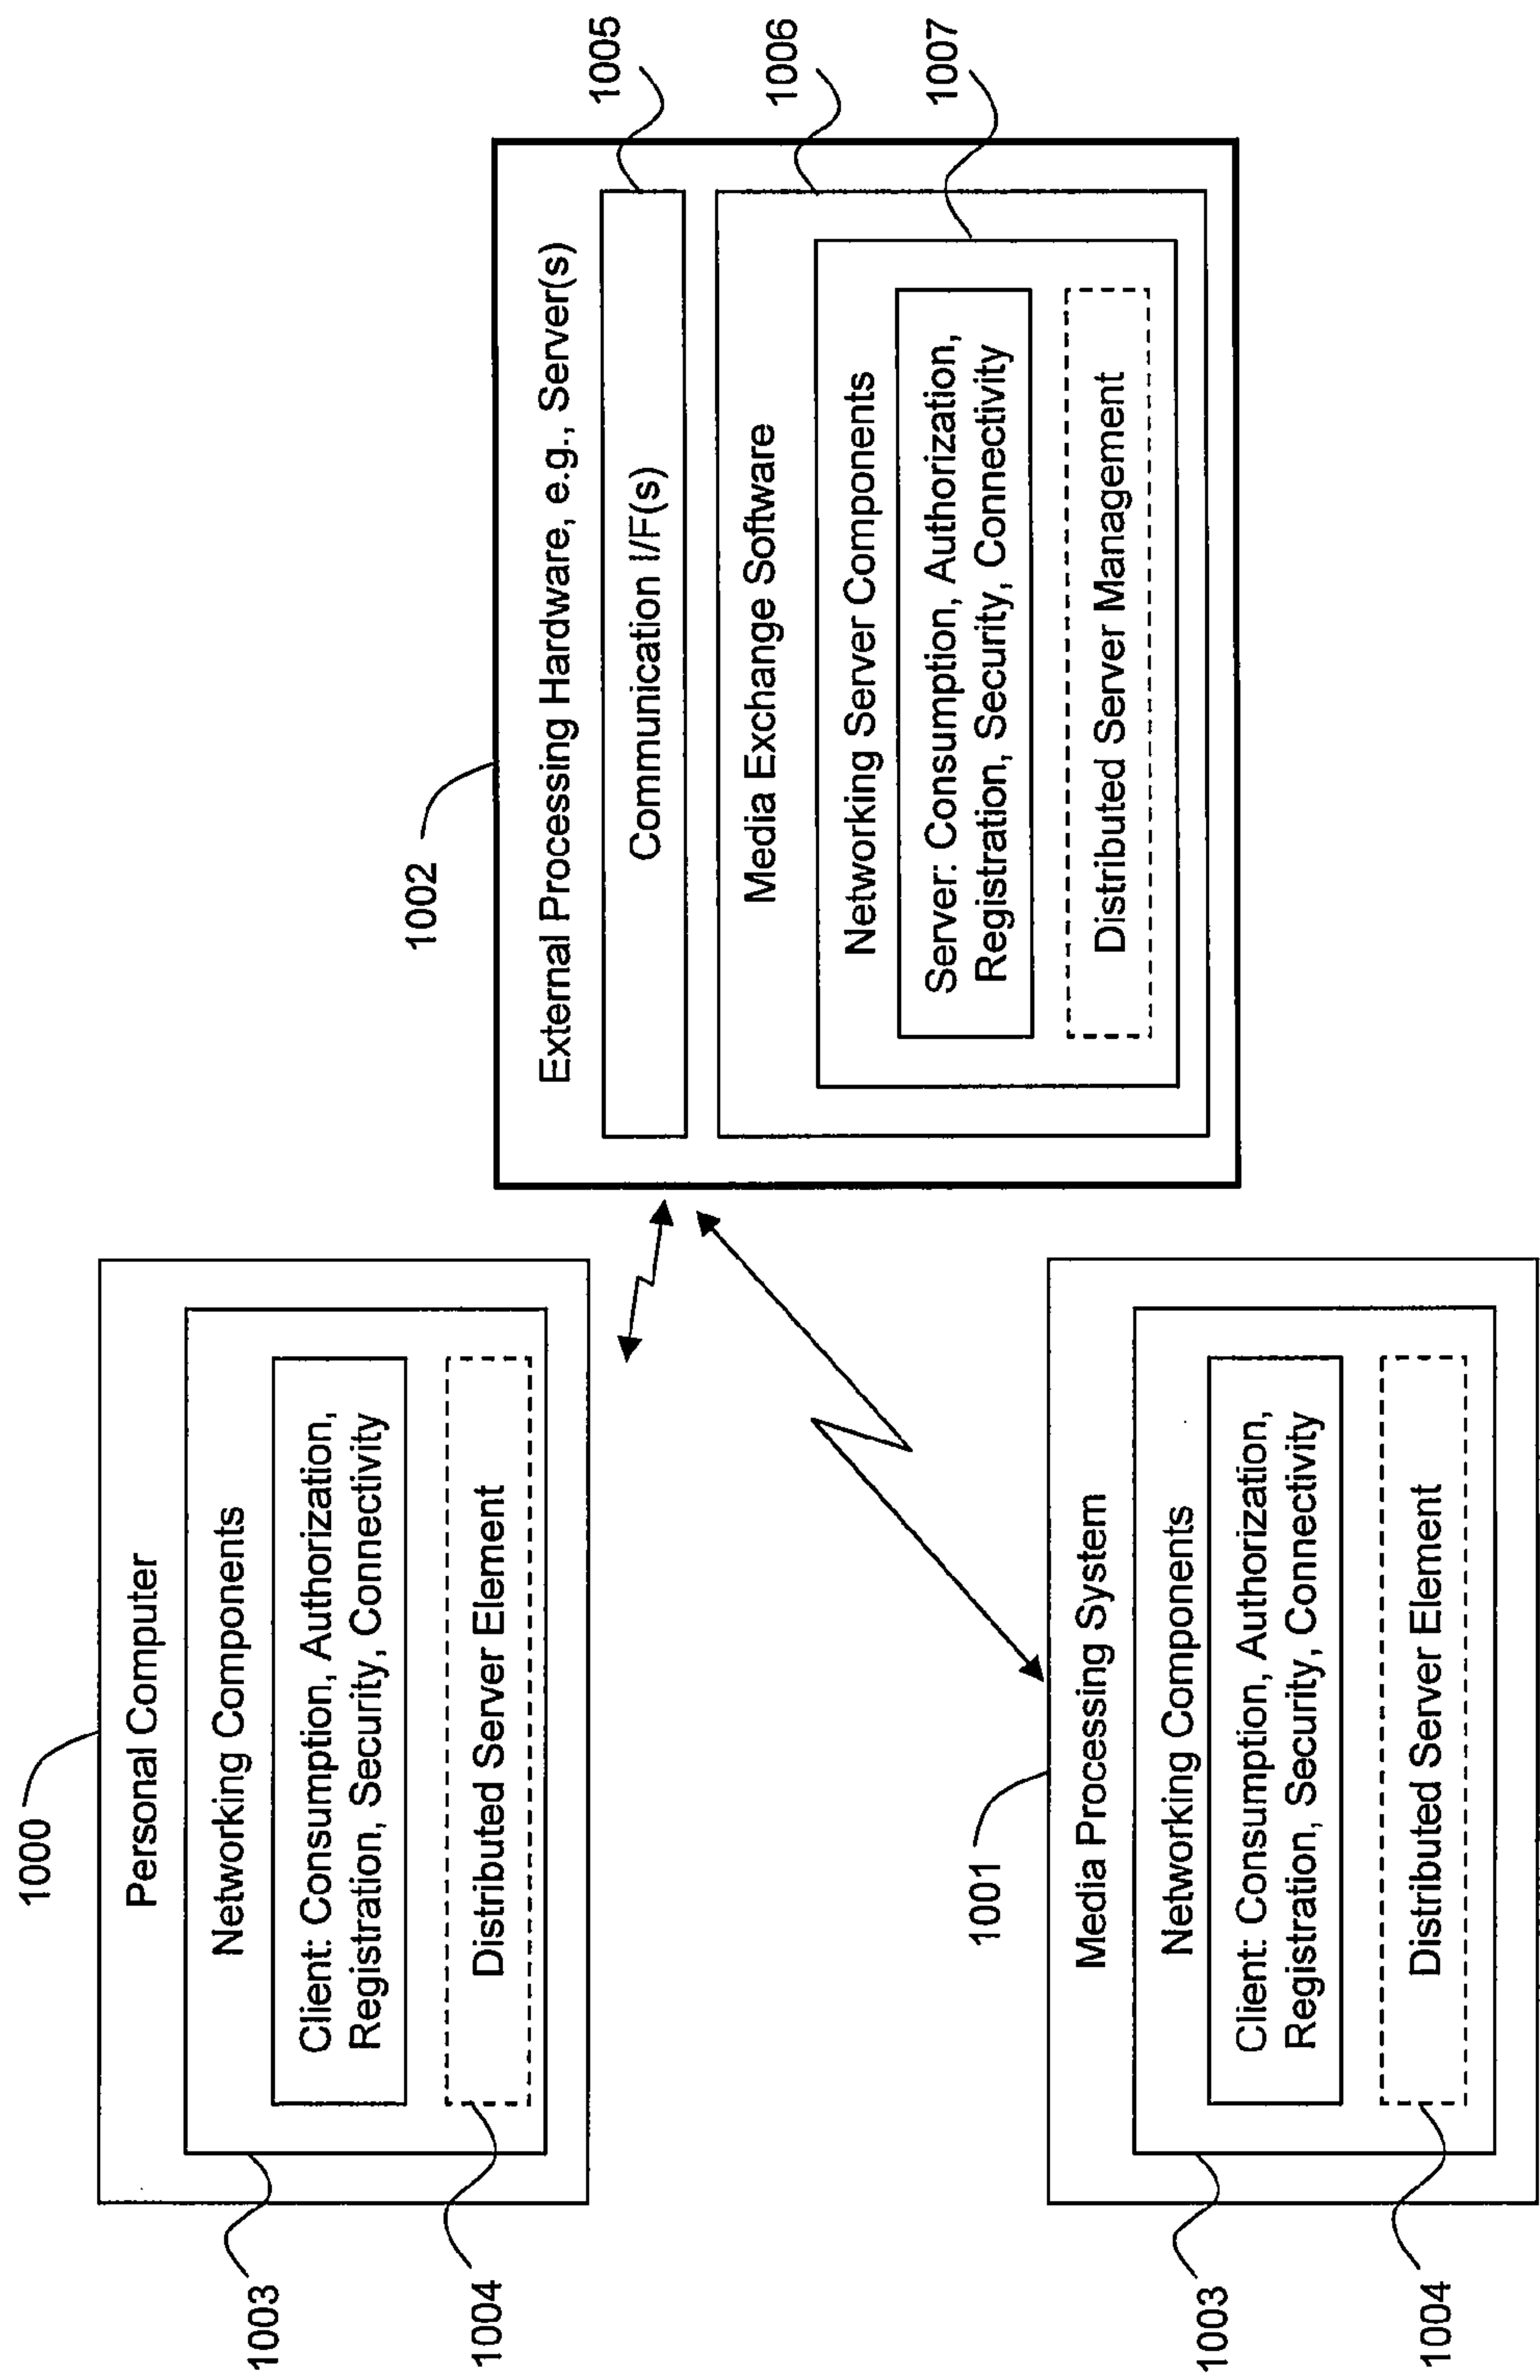 1000
Personal Computer
Networking Components
Client: Consumption, Authorization,
Registration, Security, Connectivity
Distributed Server Element
1003
1004
1001
Media Processing System
Networking Components
Client: Consumption, Authorization,
Registration, Security, Connectivity
Distributed Server Element
1003
1004
1002
External Processing Hardware, e.g., Server(s)
Communication I/F(s)
Media Exchange Software
Networking Server Components
Server: Consumption, Authorization,
Registration, Security, Connectivity
Distributed Server Management
1005
1006
1007